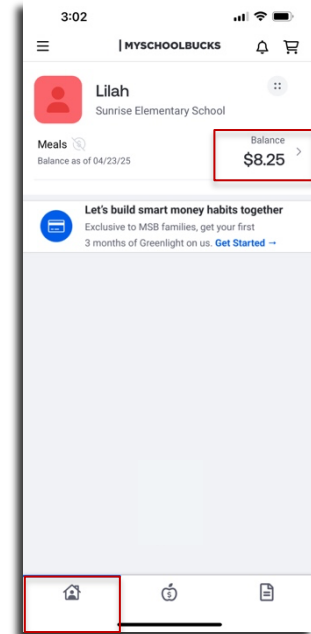 3:02
| MYSCHOOLBUCKS
Lilah
Sunrise Elementary School
Meals
Balance as of 04/23/25
Balance
$8.25
Let's build smart money habits together
Exclusive to MSB families, get your first
3 months of Greenlight on us. Get Started →